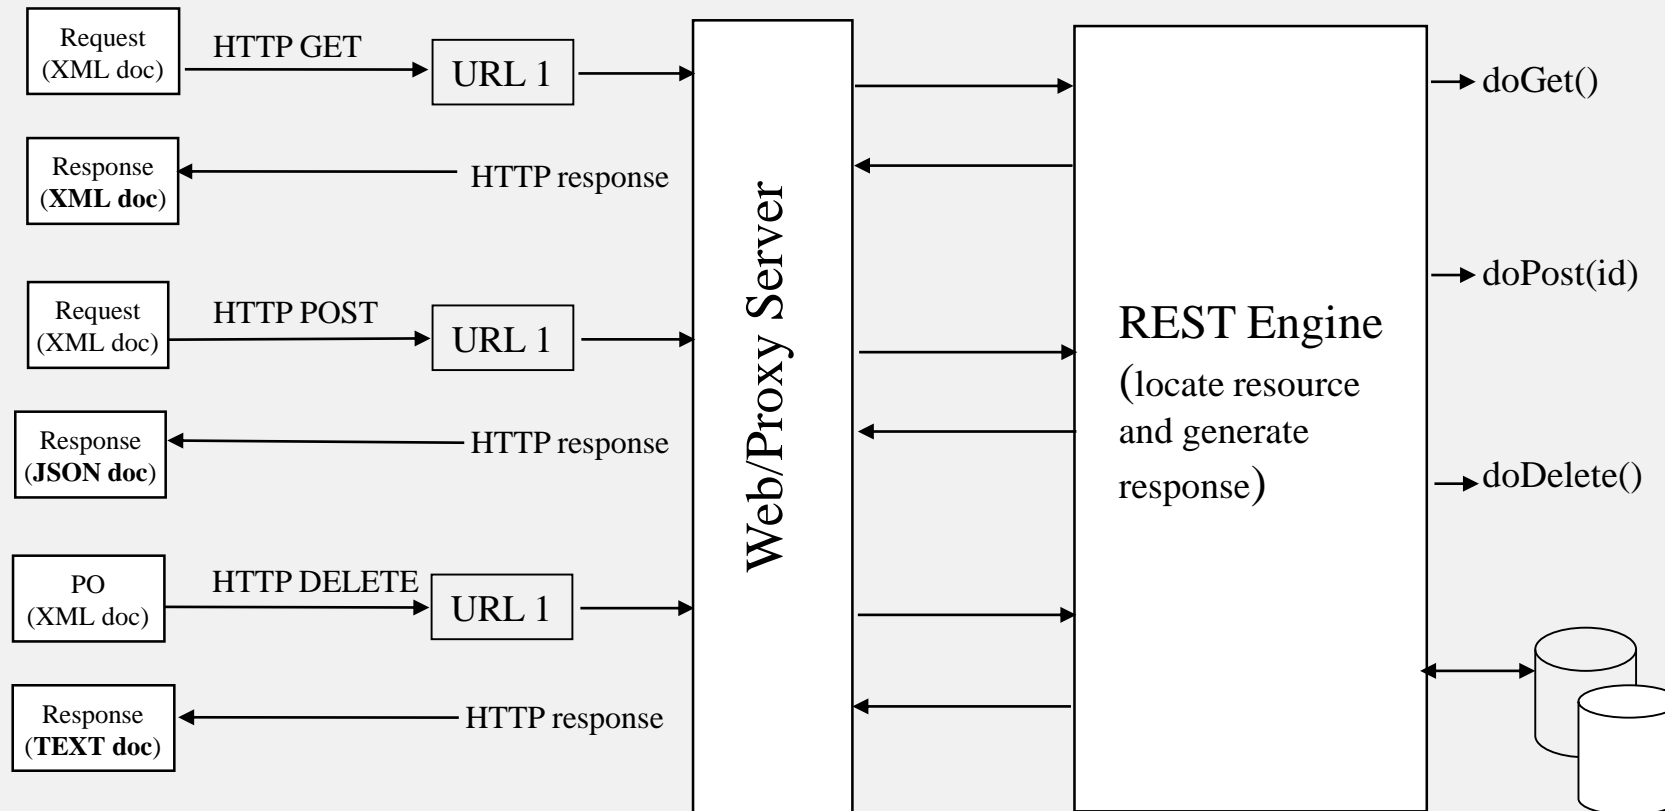 Request
(XML doc)
HTTP GET
URL 1
Response
(XML doc)
HTTP response
Request
(XML doc)
HTTP POST
URL 1
Response
(JSON doc)
HTTP response
PO
(XML doc)
HTTP DELETE
URL 1
Response
(TEXT doc)
HTTP response
Web/Proxy Server
REST Engine
(locate resource
and generate
response)
doGet()
doPost(id)
doDelete()